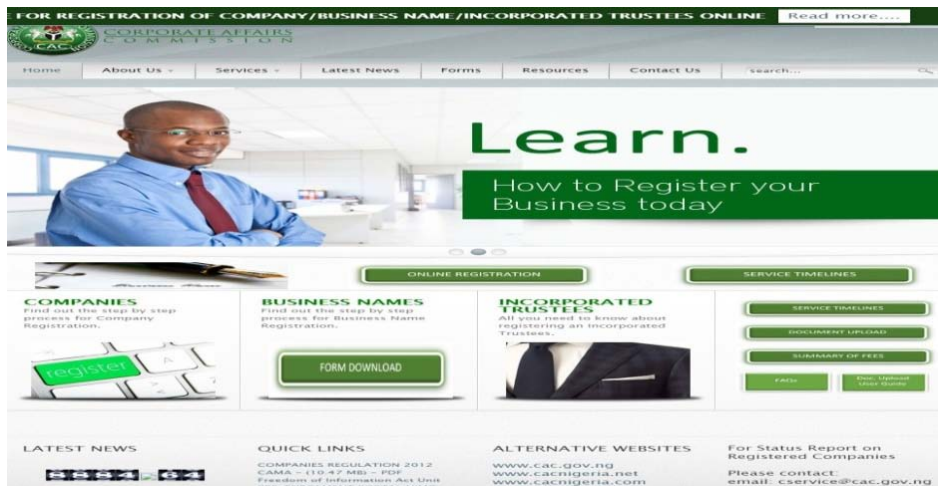 E FOR REGISTRATION OF COMPANY/BUSINESS NAME/INCORPORATED TRUSTEES ONLINE Read more....
CAC
CORPORATE AFFAIRS
COMMISSION
Home About Us Services Latest News Forms Resources Contact Us search...
Learn.
How to Register your
Business today
ONLINE REGISTRATION SERVICE TIMELINES
COMPANIES
Find out the step by step
process for Company
Registration.
register
A
BUSINESS NAMES
Find out the step by step
process for Business Name
Registration.
FORM DOWNLOAD
INCORPORATED
TRUSTEES
All you need to know about
registering an Incorporated
Trustees.
SERVICE TIMELINES
DOCUMENT UPLOAD
SUMMARY OF FEES
FAQs
Doc. Upload
User Guide
LATEST NEWS
QUICK LINKS
COMPANIES REGULATION 2012
CAMA - (10.47 MB) - PDF
Freedom of Information Act Unit
ALTERNATIVE WEBSITES
www.cac.gov.ng
www.cacnigeria.net
www.cacnigeria.com
For Status Report on
Registered Companies
Please contact:
email: cservice@cac.gov.ng